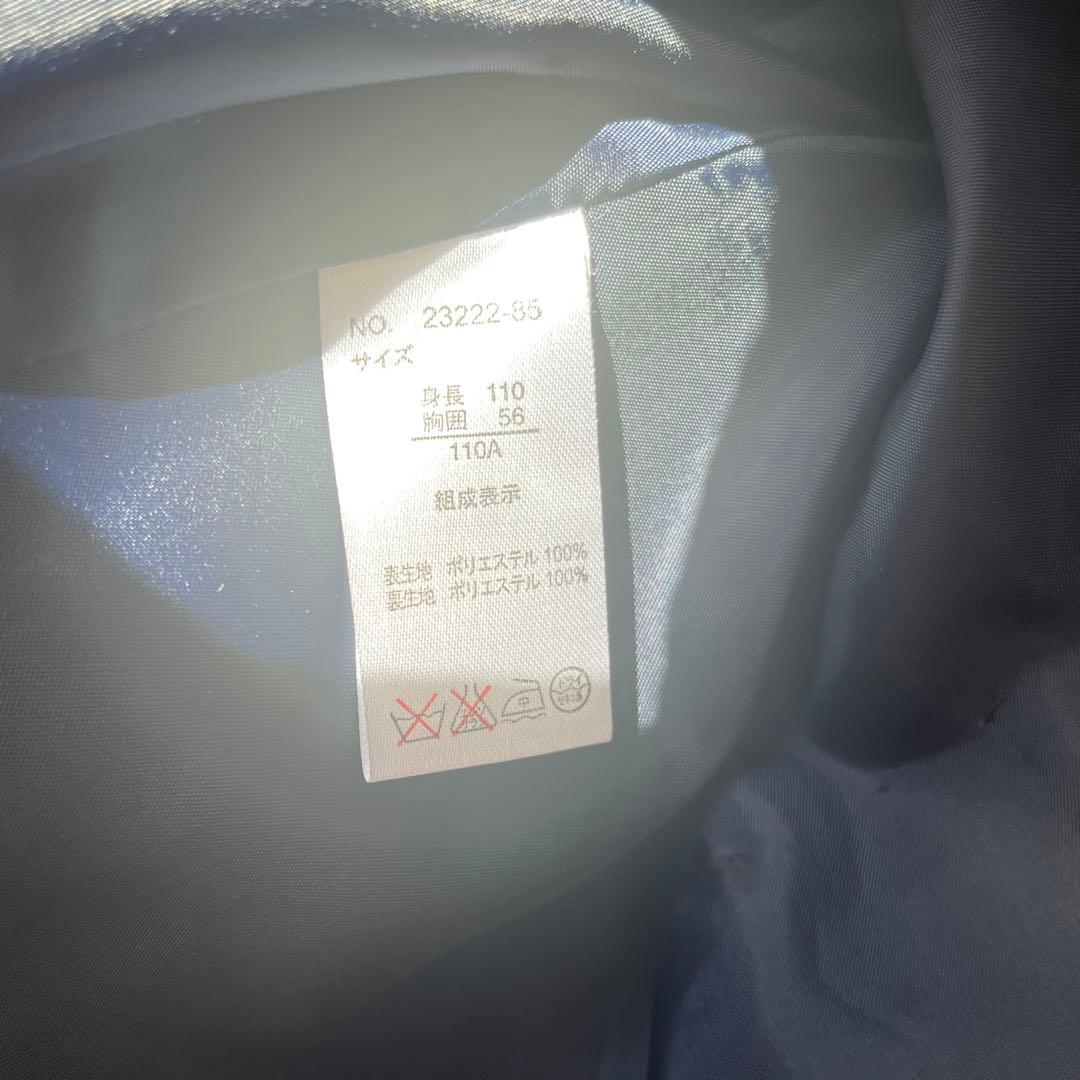 NO. 23222-85
サイズ
身長 110
胸囲 56
110A
組成表示
表生地 ポリエステル 100%
裏生地 ポリエステル 100%
中